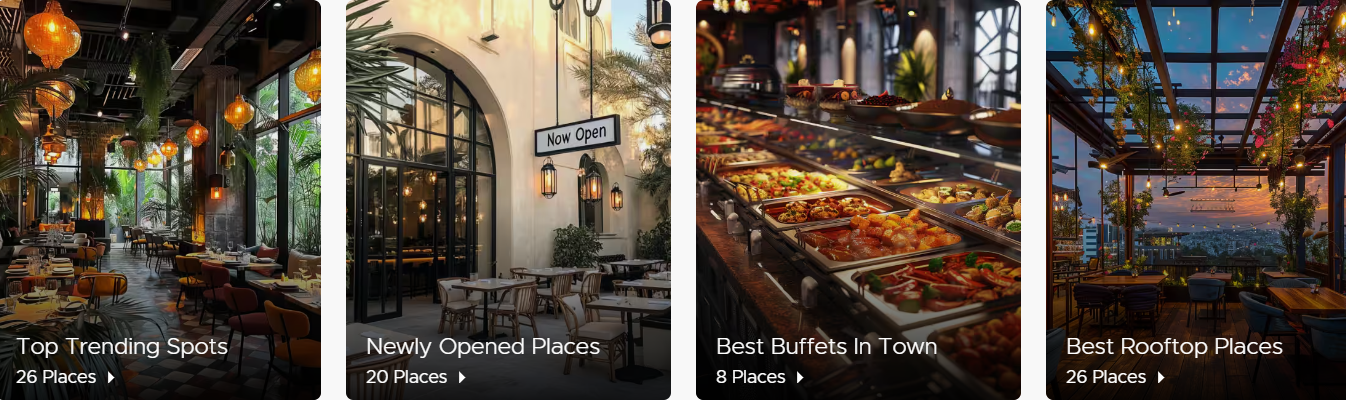 Now Open
Top Trending Spots
26 Places
Newly Opened Places
20 Places
Best Buffets In Town
8 Places
Best Rooftop Places
26 Places